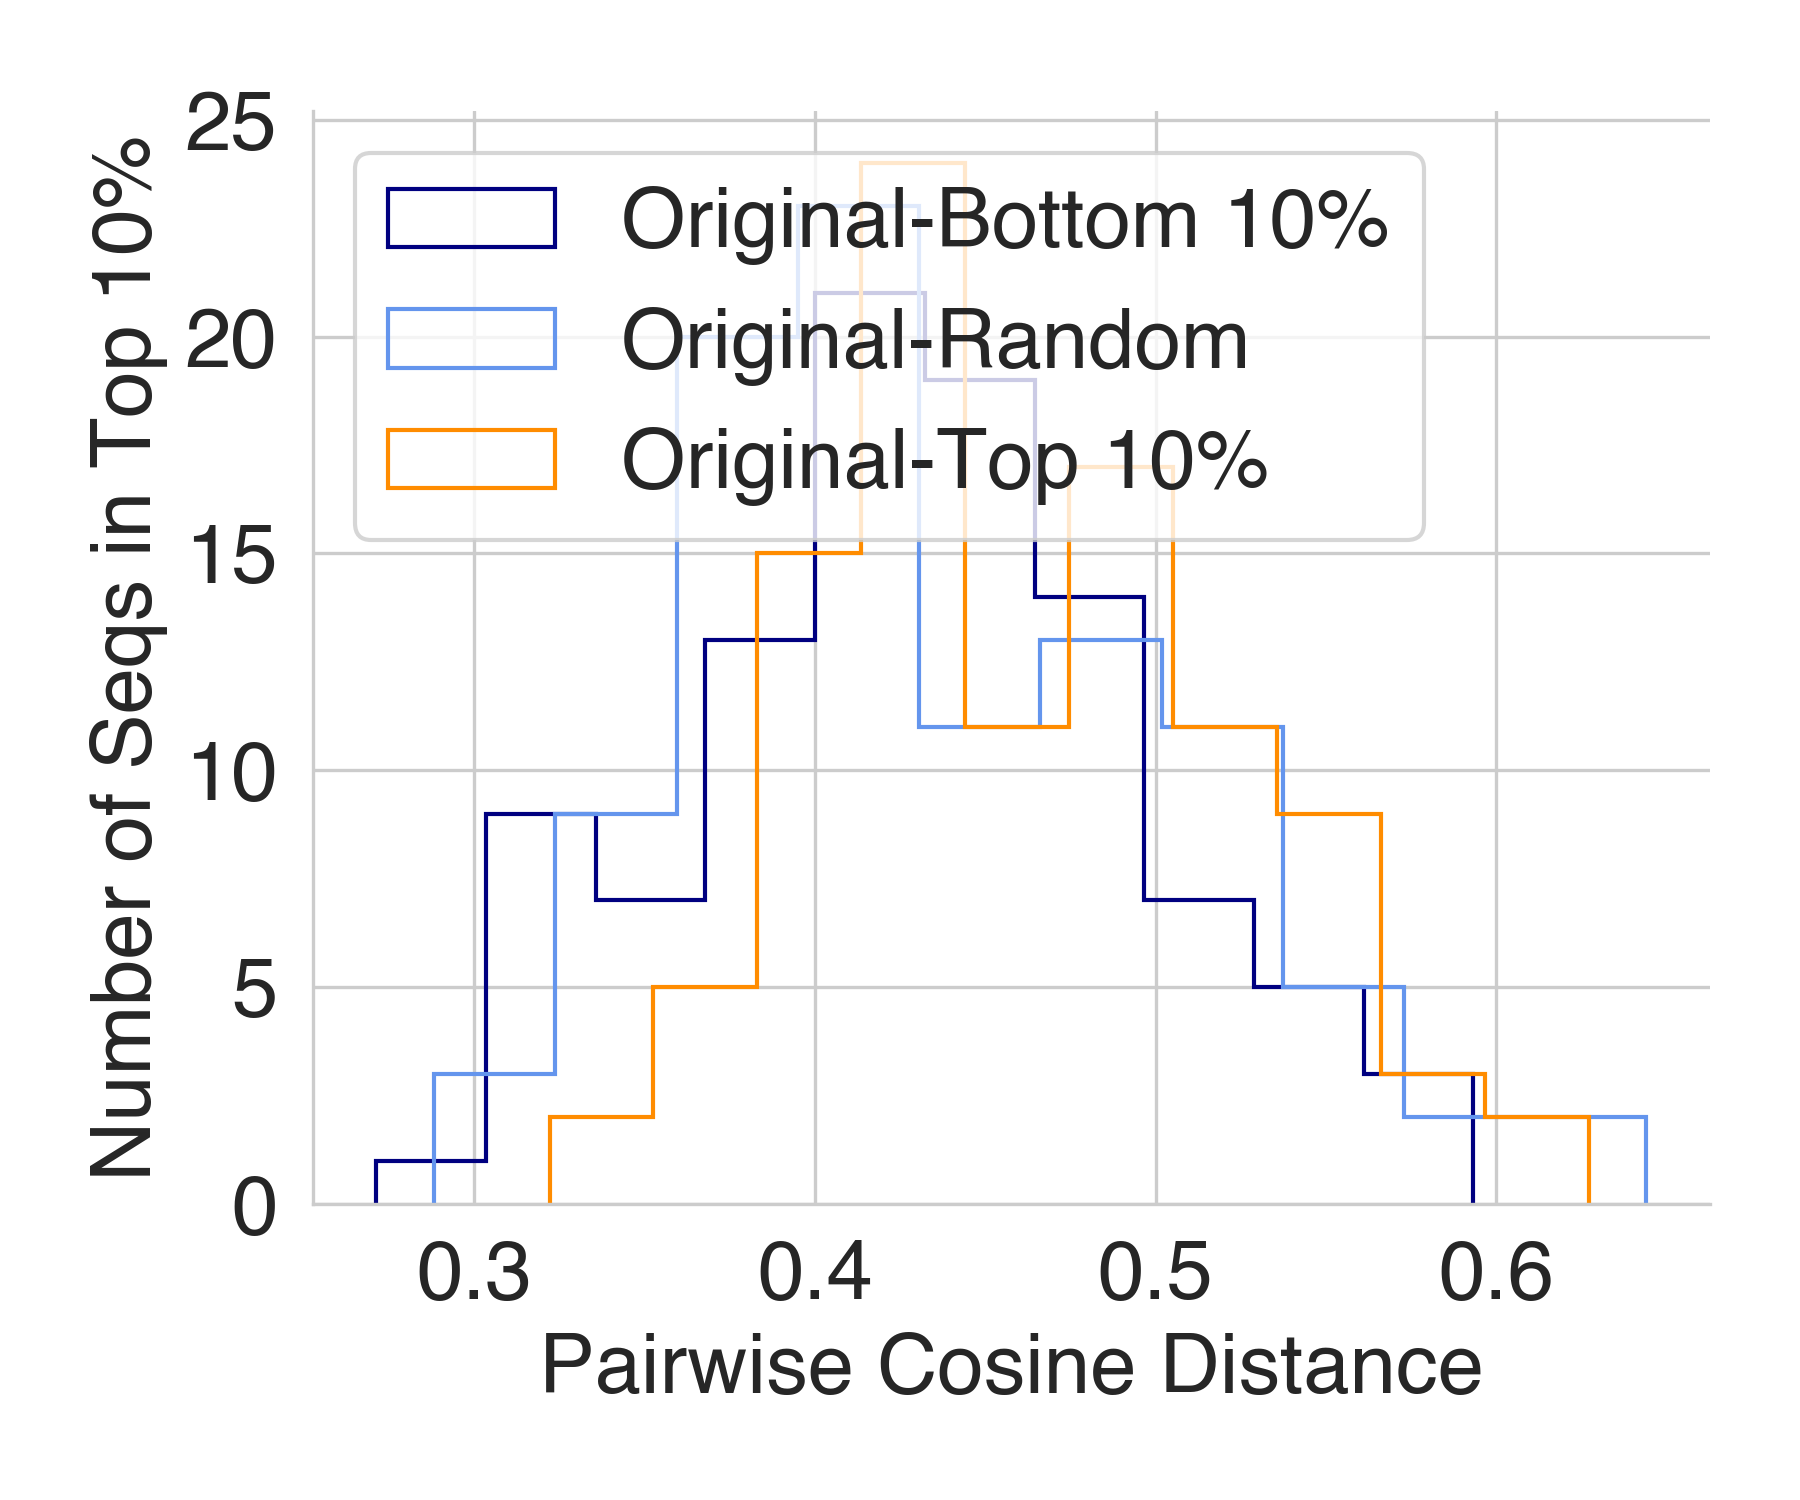 Number of Seqs in Top 10%
25
20
15
10
5
0
Original-Bottom 10%
Original-Random
Original-Top 10%
0.3 0.4 0.5 0.6
Pairwise Cosine Distance